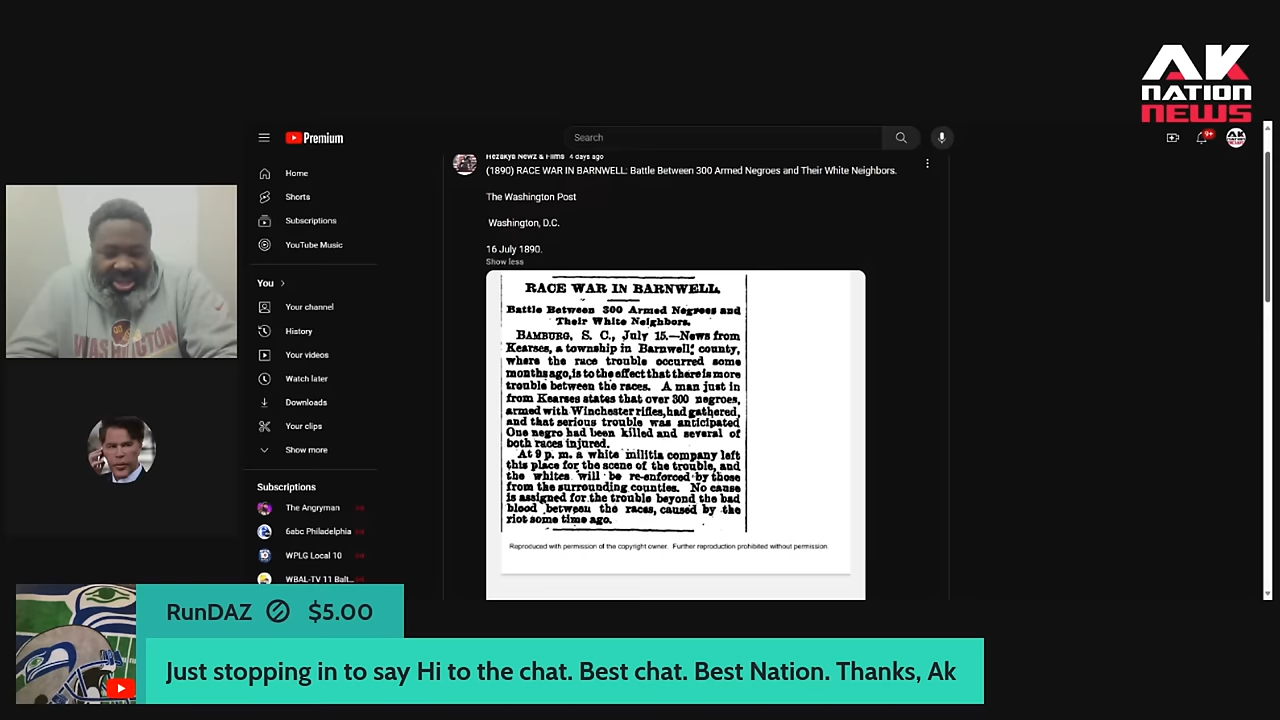 AK
NATION
NEWS
Premium
Search
9+
Home
Shorts
Subscriptions
YouTube Music
You
Your channel
History
Your videos
Watch later
Downloads
Your clips
Show more
Subscriptions
The Angryman
6abc Philadelphia
WPLG Local 10
WBAL-TV 11 Balt...
Hezakya Newz & Films 4 days ago
(1890) RACE WAR IN BARNWELL: Battle Between 300 Armed Negroes and Their White Neighbors.
The Washington Post
Washington, D.C.
16 July 1890.
Show less
RACE WAR IN BARNWELL.
Battle Between 300 Armed Negroes and
Their White Neighbors.
BAMBURG, S. C., July 15.—News from
Kearses, a township in Barnwell county,
where the race trouble occurred some
months ago, is to the effect that there is more
trouble between the races. A man just in
from Kearses states that over 300 negroes,
armed with Winchester rifles, had gathered,
and that serious trouble was anticipated
One negro had been killed and several of
both races injured.
At 9 p. m. a white militia company left
this place for the scene of the trouble, and
the whites will be re-enforced by those
from the surrounding counties. No cause
is assigned for the trouble beyond the bad
blood between the races, caused by the
riot some time ago.
Reproduced with permission of the copyright owner. Further reproduction prohibited without permission.
WASHINGTON
RunDAZ $5.00
Just stopping in to say Hi to the chat. Best chat. Best Nation. Thanks, Ak